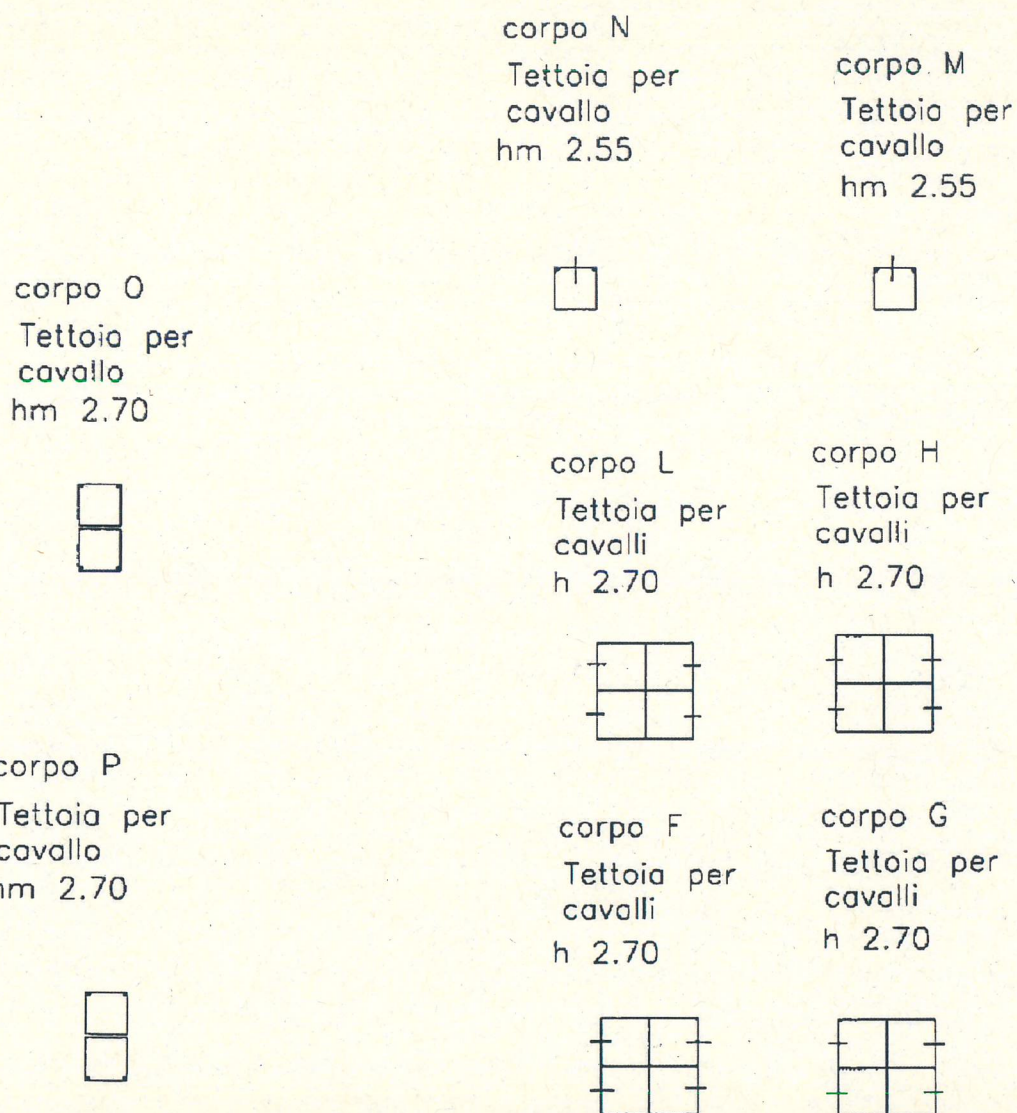 corpo N
Tettoia per
cavallo
hm 2.55
corpo M
Tettoia per
cavallo
hm 2.55
corpo O
Tettoia per
cavallo
hm 2.70
corpo L
Tettoia per
cavalli
h 2.70
corpo H
Tettoia per
cavalli
h 2.70
corpo P
Tettoia per
cavallo
hm 2.70
corpo F
Tettoia per
cavalli
h 2.70
corpo G
Tettoia per
cavalli
h 2.70